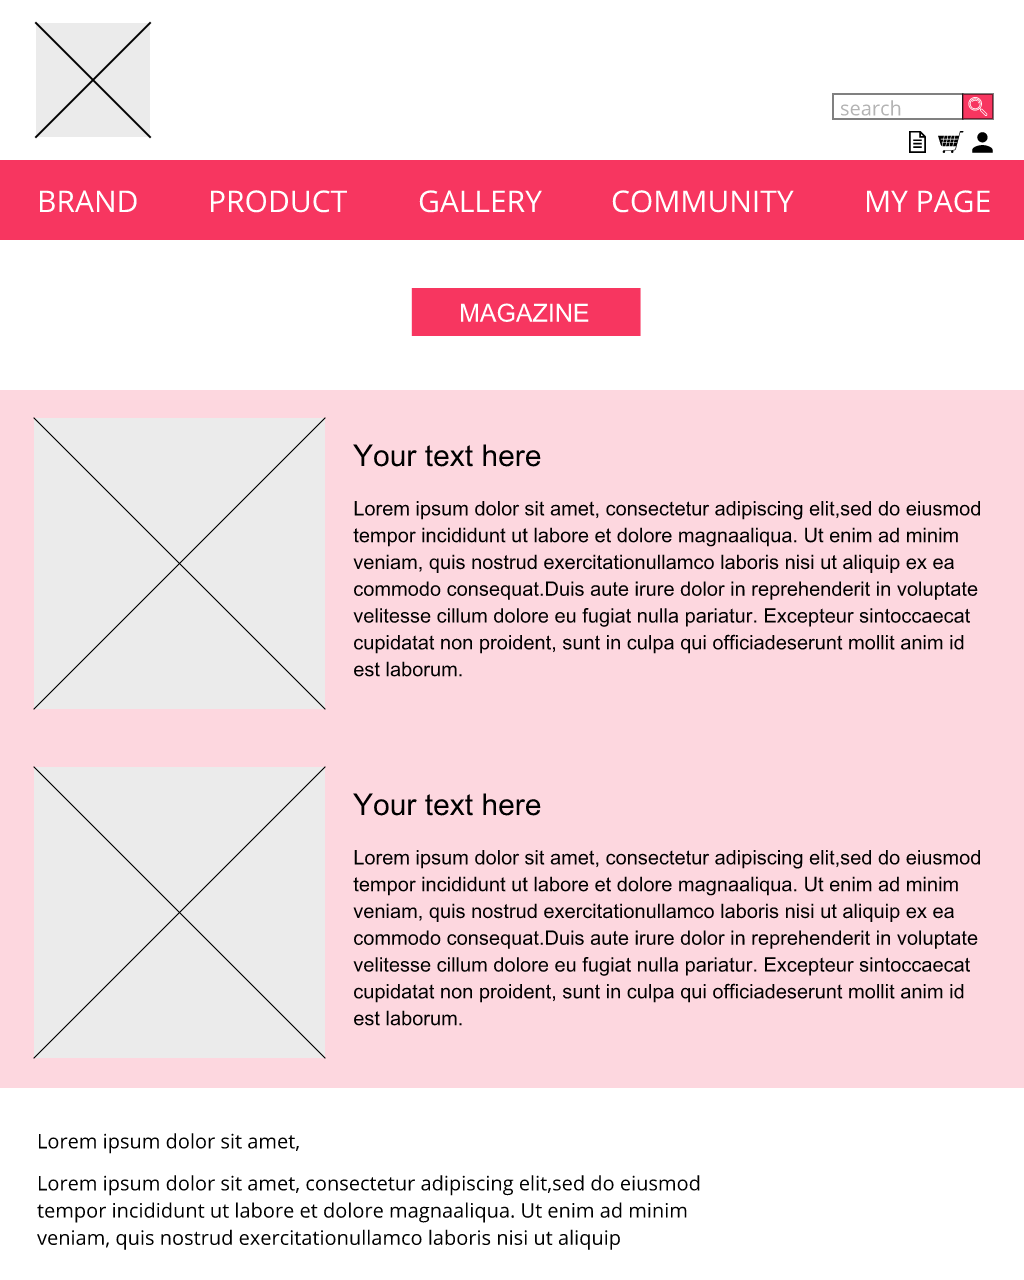 search
BRAND PRODUCT GALLERY COMMUNITY MY PAGE
MAGAZINE
Your text here
Lorem ipsum dolor sit amet, consectetur adipiscing elit,sed do eiusmod
tempor incididunt ut labore et dolore magnaaliqua. Ut enim ad minim
veniam, quis nostrud exercitationullamco laboris nisi ut aliquip ex ea
commodo consequat.Duis aute irure dolor in reprehenderit in voluptate
velitesse cillum dolore eu fugiat nulla pariatur. Excepteur sintoccaecat
cupidatat non proident, sunt in culpa qui officiadeserunt mollit anim id
est laborum.
Your text here
Lorem ipsum dolor sit amet, consectetur adipiscing elit,sed do eiusmod
tempor incididunt ut labore et dolore magnaaliqua. Ut enim ad minim
veniam, quis nostrud exercitationullamco laboris nisi ut aliquip ex ea
commodo consequat.Duis aute irure dolor in reprehenderit in voluptate
velitesse cillum dolore eu fugiat nulla pariatur. Excepteur sintoccaecat
cupidatat non proident, sunt in culpa qui officiadeserunt mollit anim id
est laborum.
Lorem ipsum dolor sit amet,
Lorem ipsum dolor sit amet, consectetur adipiscing elit,sed do eiusmod
tempor incididunt ut labore et dolore magnaaliqua. Ut enim ad minim
veniam, quis nostrud exercitationullamco laboris nisi ut aliquip